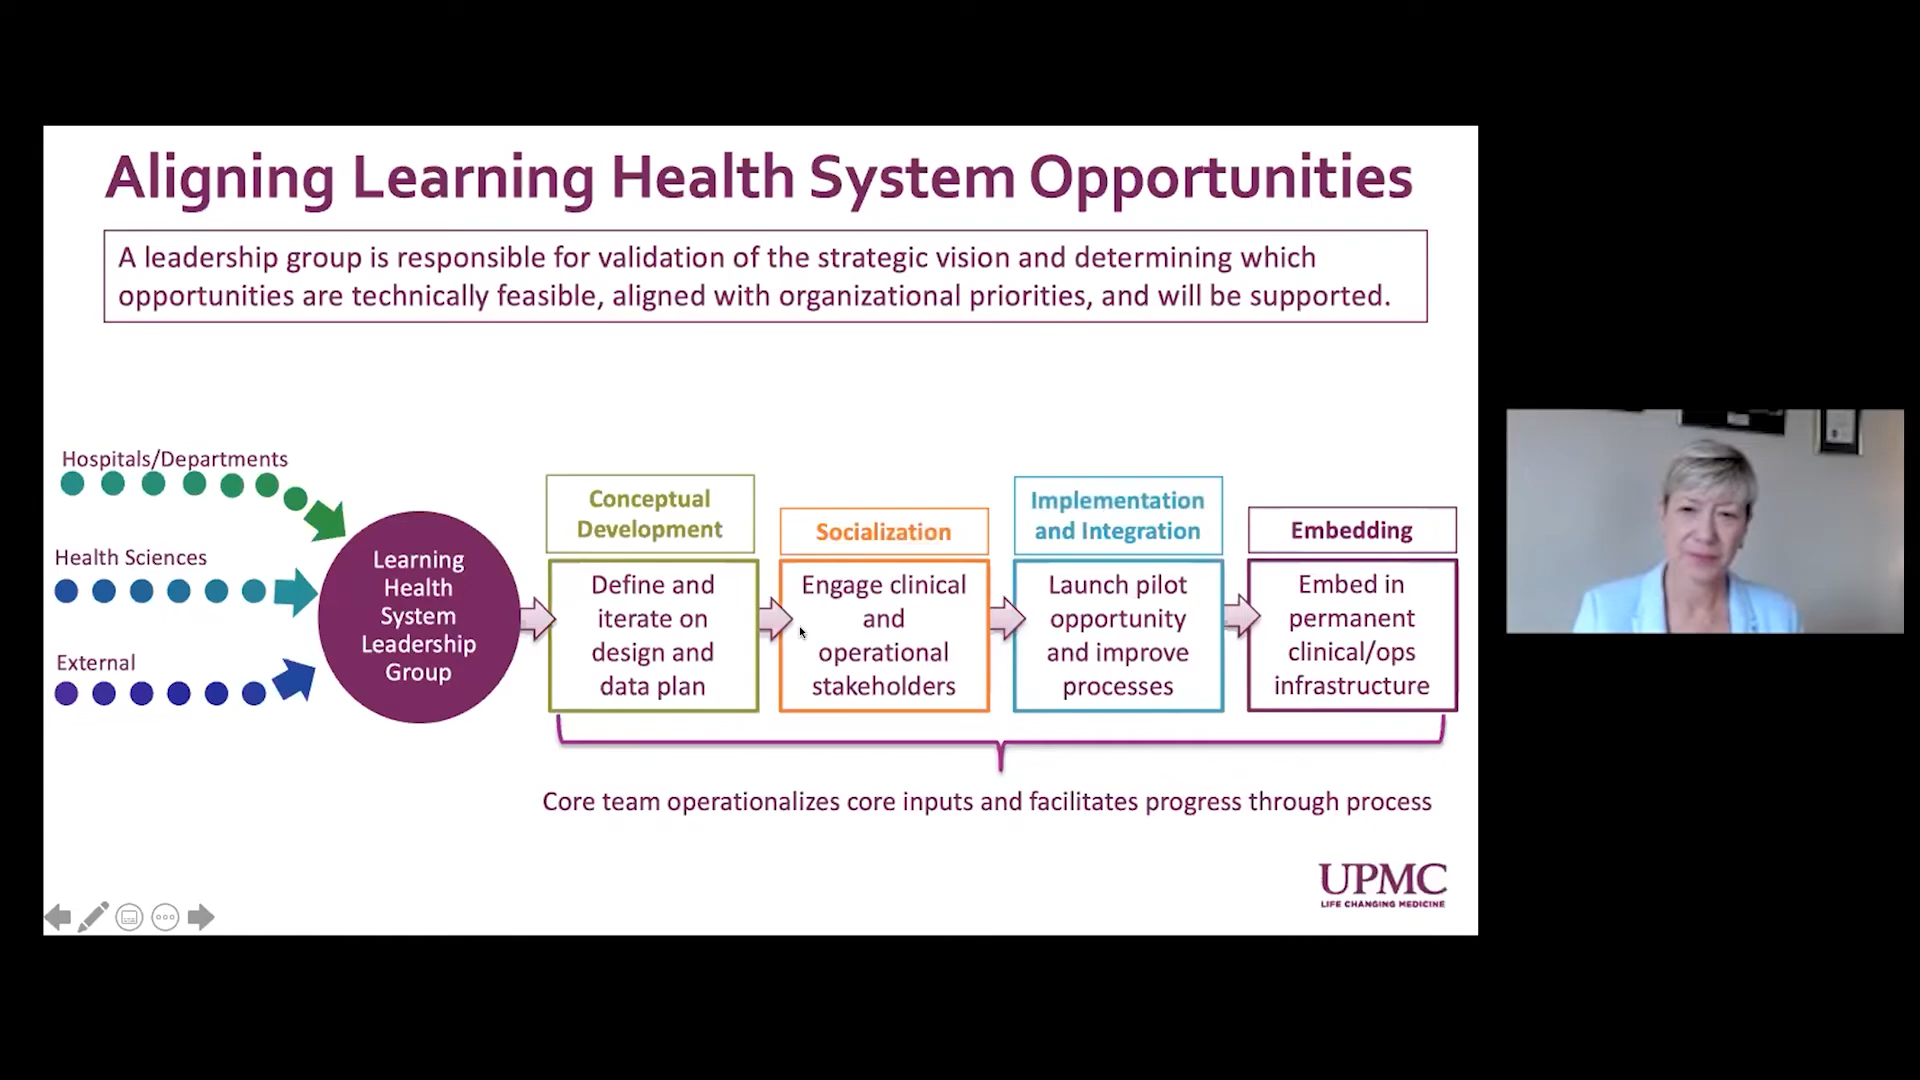 Aligning Learning Health System Opportunities
A leadership group is responsible for validation of the strategic vision and determining which
opportunities are technically feasible, aligned with organizational priorities, and will be supported.
Hospitals/Departments
Health Sciences
External
Learning
Health
System
Leadership
Group
Conceptual
Development
Define and
iterate on
design and
data plan
Socialization
Engage clinical
and
operational
stakeholders
Implementation
and Integration
Launch pilot
opportunity
and improve
processes
Embedding
Embed in
permanent
clinical/ops
infrastructure
Core team operationalizes core inputs and facilitates progress through process
UPMC
LIFE CHANGING MEDICINE